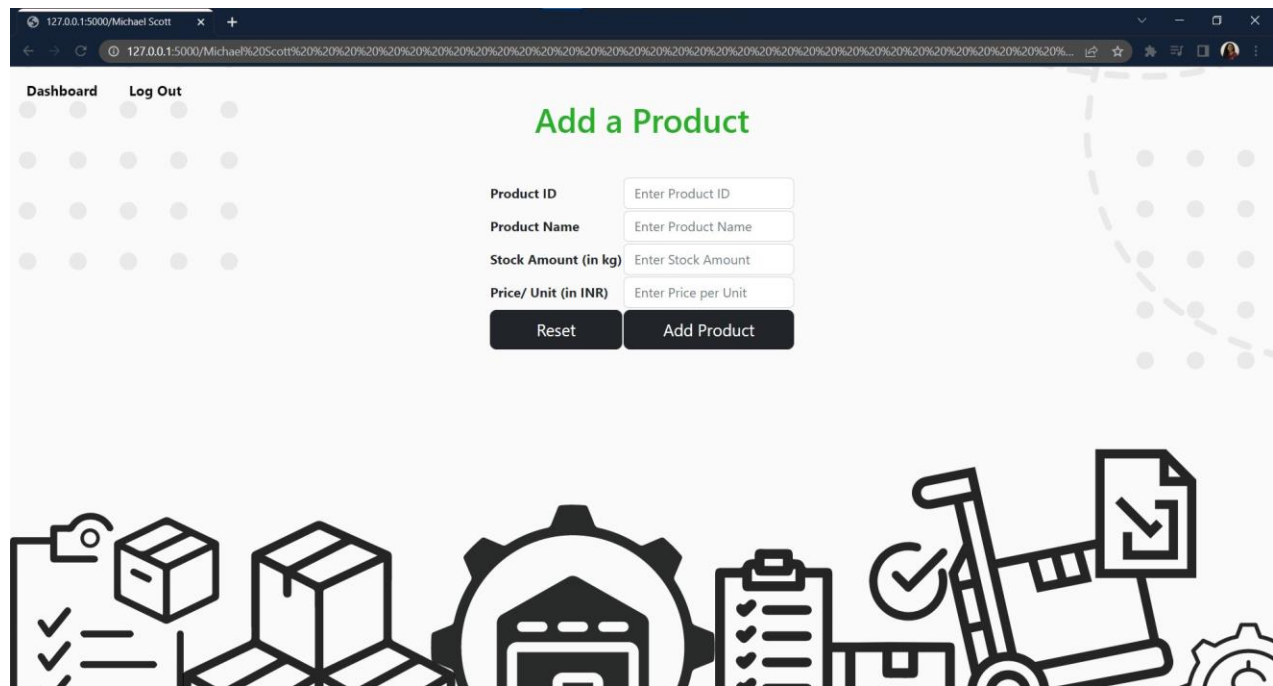 127.0.0.1:5000/Michael Scott
127.0.0.1:5000/Michael%20Scott%20%20%20%20%20%20%20%20%20%20%20%20%20%20%20%20%20%20%20%20%20%20%20%20%20%20%20%20%20%20%20%20%20%20%20%20%20%...
Dashboard Log Out
Add a Product
Product ID Enter Product ID
Product Name Enter Product Name
Stock Amount (in kg) Enter Stock Amount
Price/ Unit (in INR) Enter Price per Unit
Reset Add Product